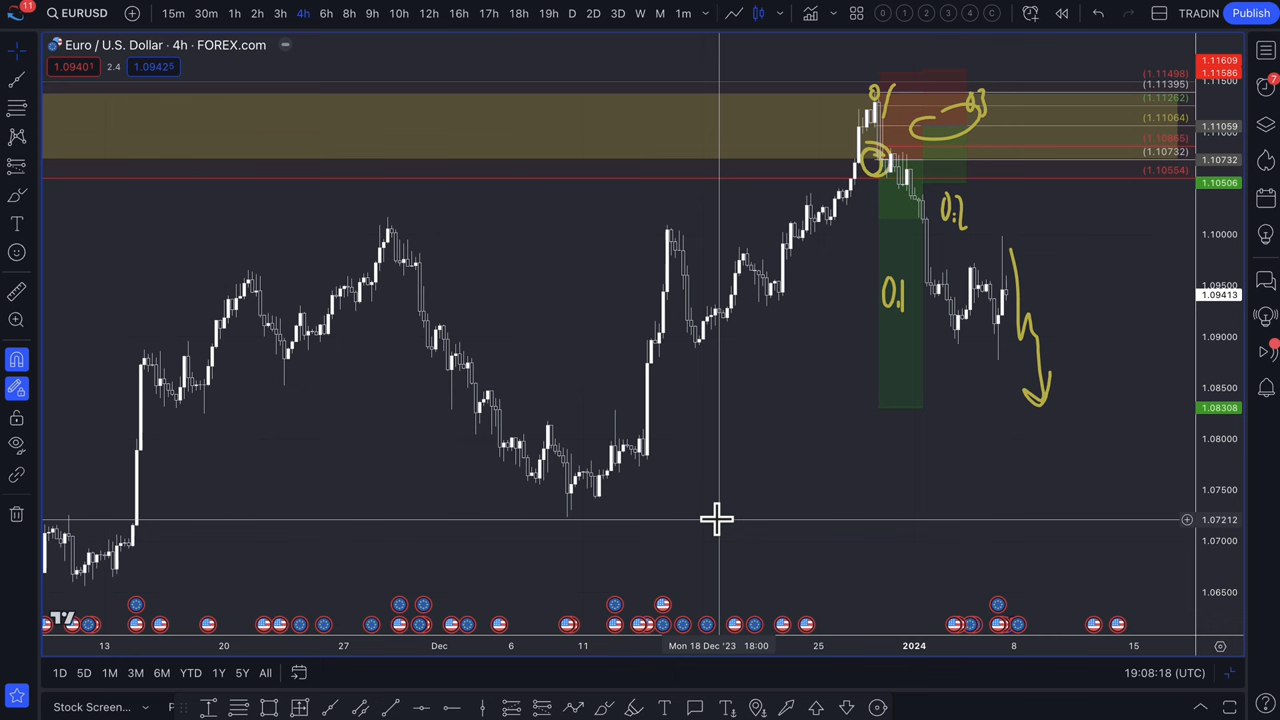 11
EURUSD
15m 30m 1h 2h 3h 4h 6h 8h 9h 10h 12h 16h 17h 18h 19h D 2D 3D W M 1m
0 1 2 3 4 C
TRADIN
Publish
Euro / U.S. Dollar · 4h · FOREX.com
1.09401 2.4 1.09425
(1.11498)
(1.11395)
(1.11262)
(1.11064)
(1.10865)
(1.10732)
(1.10554)
1.11609
1.11586
1.11500
1.11059
1.11000
1.10732
1.10506
1.10000
1.09500
1.09413
1.09000
1.08500
1.08308
1.08000
1.07500
1.07212
1.07000
1.06500
0.1
0.2
7
13 20 27 Dec 6 11 Mon 18 Dec '23 18:00 25 2024 8 15
1D 5D 1M 3M 6M YTD 1Y 5Y All
19:08:18 (UTC)
Stock Screen...